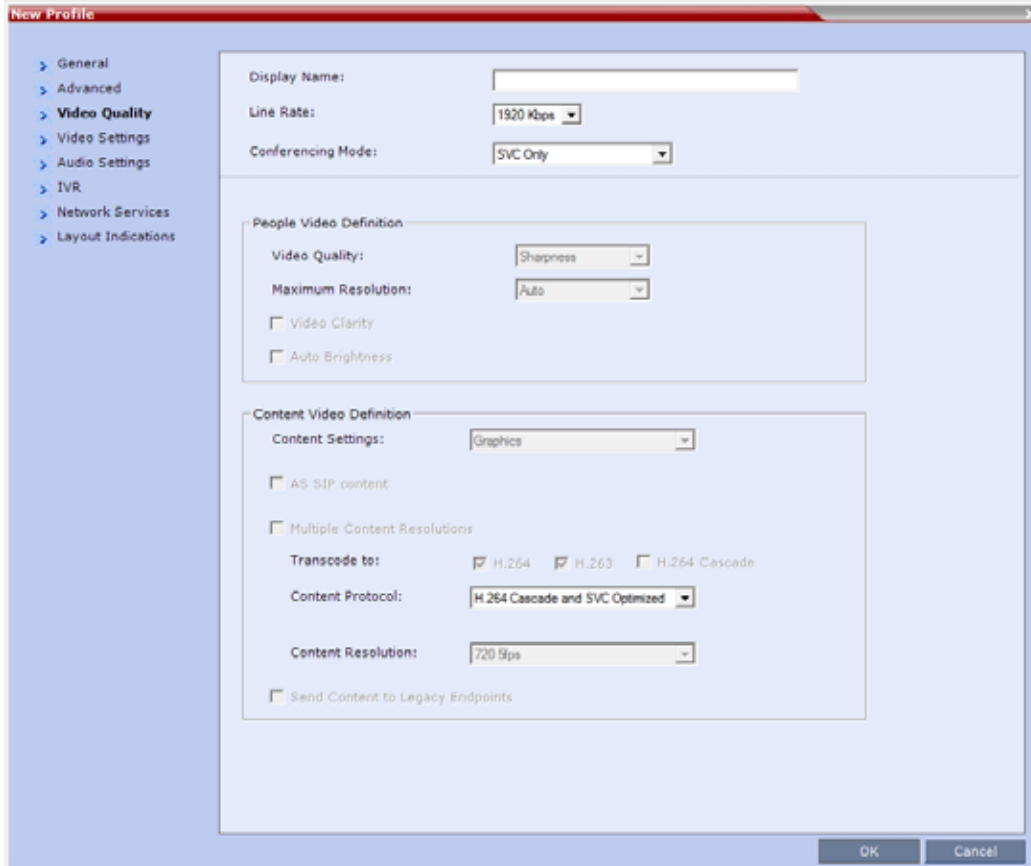 New Profile
General
Advanced
Video Quality
Video Settings
Audio Settings
IVR
Network Services
Layout Indications
Display Name:
Line Rate: 1920 Kbps
Conferencing Mode: SVC Only
People Video Definition
Video Quality: Sharpness
Maximum Resolution: Auto
Video Clarity
Auto Brightness
Content Video Definition
Content Settings: Graphics
AS SIP content
Multiple Content Resolutions
Transcode to: H.264 H.263 H.264 Cascade
Content Protocol: H.264 Cascade and SVC Optimized
Content Resolution: 720 5fps
Send Content to Legacy Endpoints
OK Cancel